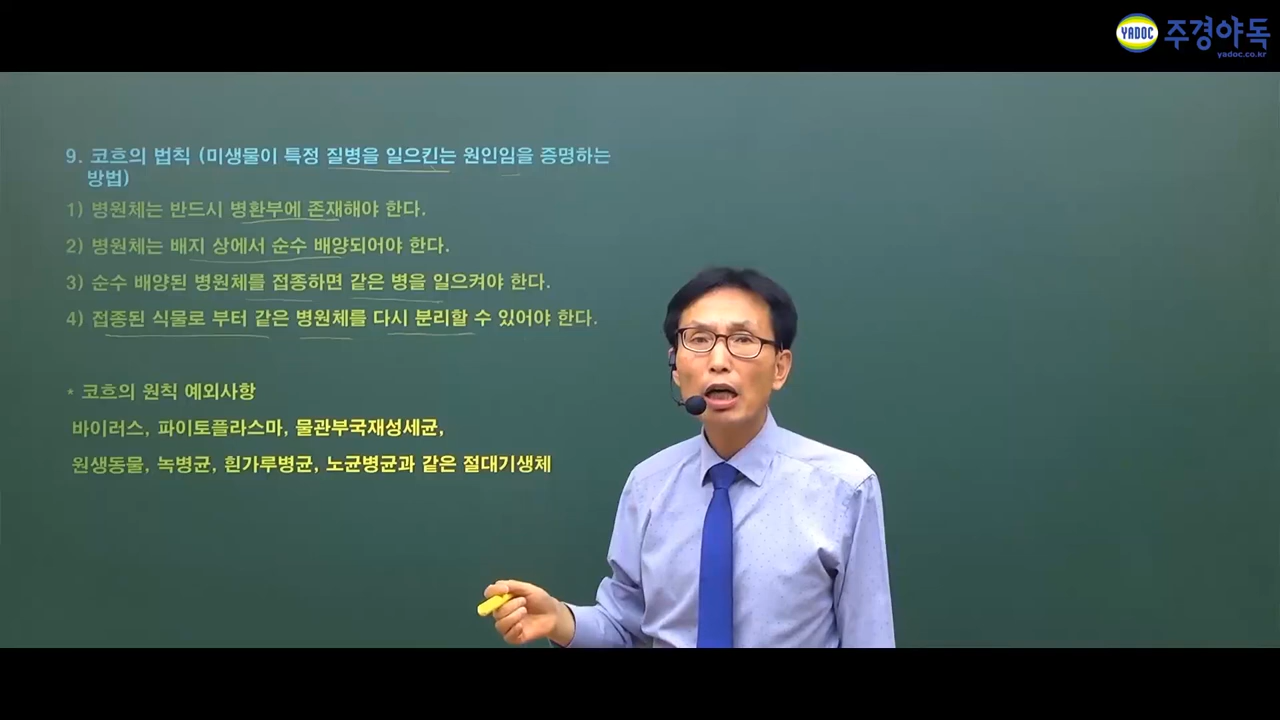 YADOC 주경야독
yadoc.co.kr
9. 코흐의 법칙 (미생물이 특정 질병을 일으킨는 원인임을 증명하는
방법)
1) 병원체는 반드시 병환부에 존재해야 한다.
2) 병원체는 배지 상에서 순수 배양되어야 한다.
3) 순수 배양된 병원체를 접종하면 같은 병을 일으켜야 한다.
4) 접종된 식물로 부터 같은 병원체를 다시 분리할 수 있어야 한다.
* 코흐의 원칙 예외사항
바이러스, 파이토플라스마, 물관부국재성세균,
원생동물, 녹병균, 흰가루병균, 노균병균과 같은 절대기생체